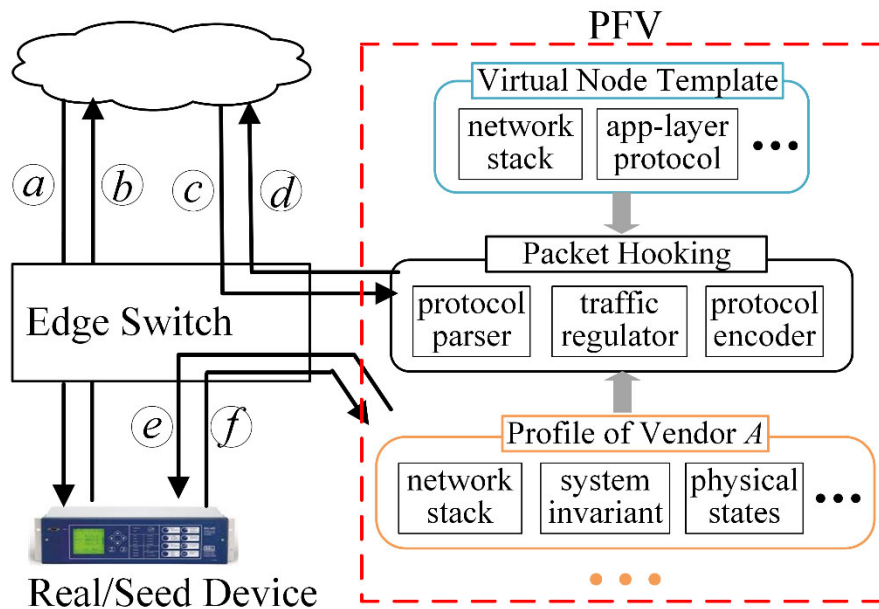 PFV
Virtual Node Template
network stack
app-layer protocol
•••
a
b
c
d
Packet Hooking
Edge Switch
protocol parser
traffic regulator
protocol encoder
e
f
Profile of Vendor A
network stack
system invariant
physical states
•••
Real/Seed Device
•••